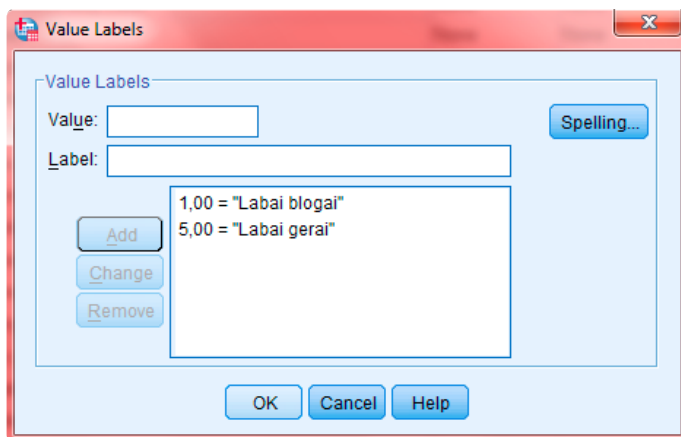 Value Labels
Value Labels
Value:
Spelling...
Label:
1,00 = "Labai blogai"
5,00 = "Labai gerai"
Add
Change
Remove
OK
Cancel
Help